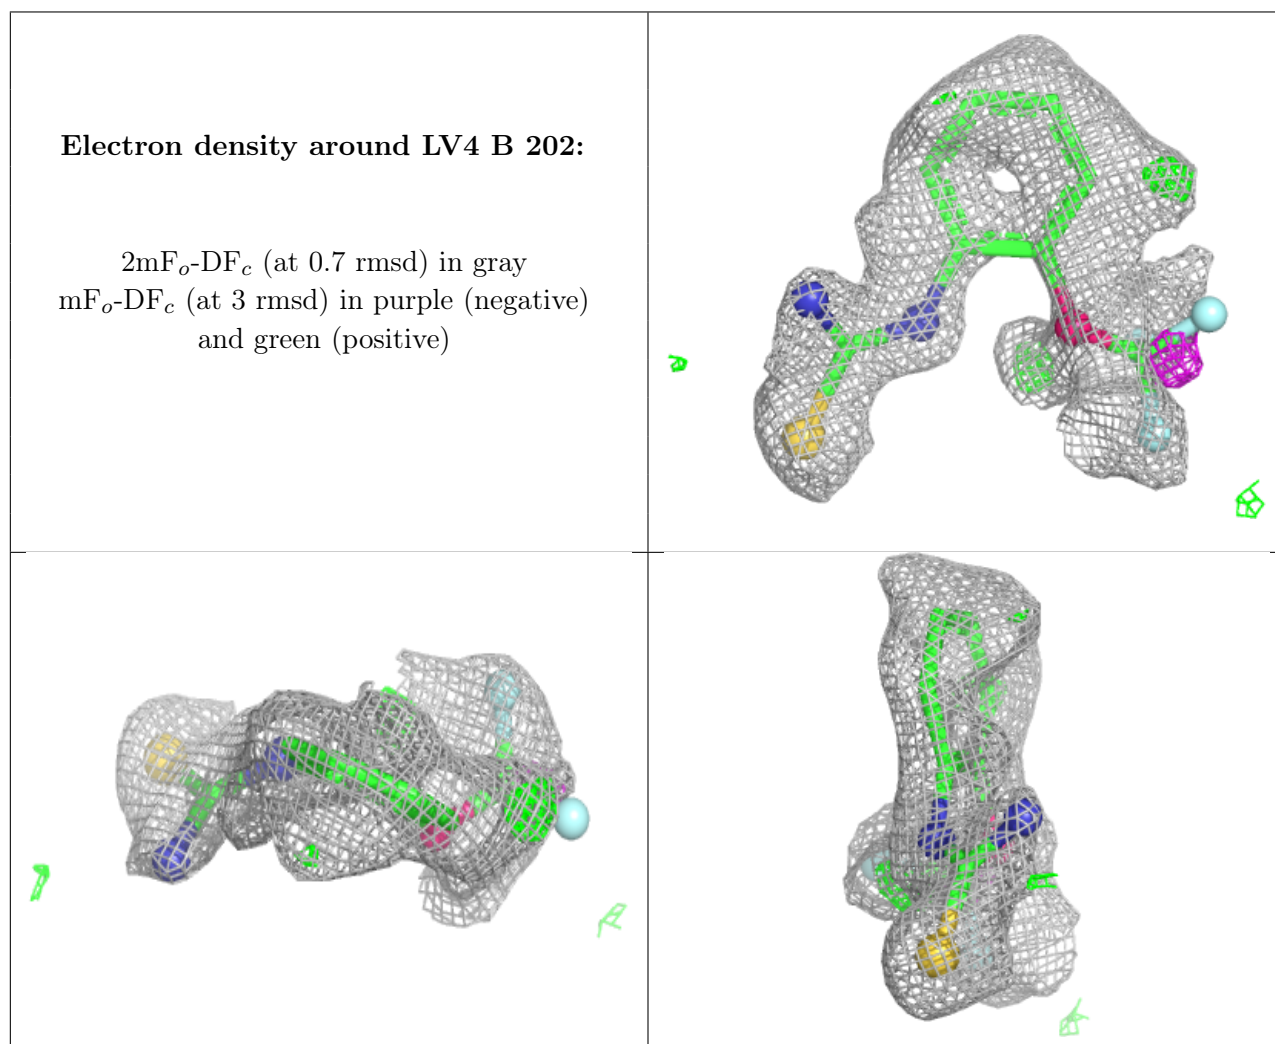 Electron density around LV4 B 202:
2mFo-DFc (at 0.7 rmsd) in gray
mFo-DFc (at 3 rmsd) in purple (negative)
and green (positive)